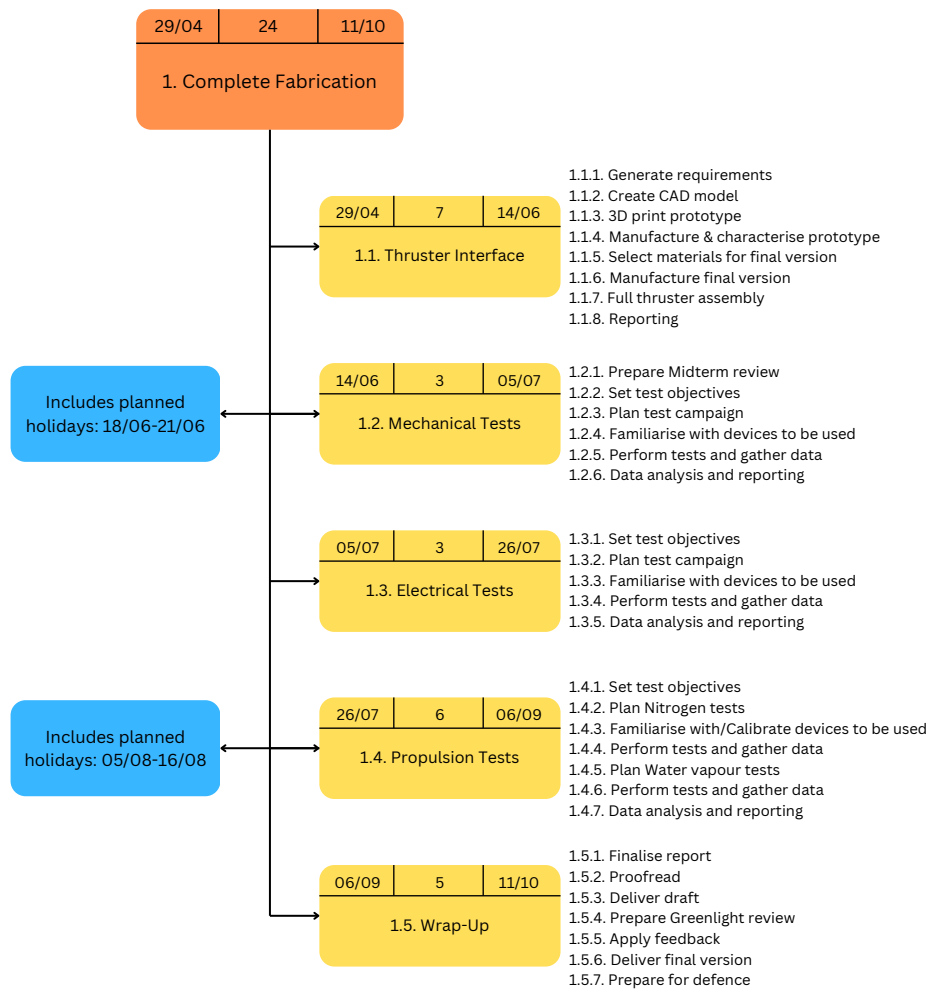 29/04 24 11/10
1. Complete Fabrication
29/04 7 14/06
1.1. Thruster Interface
1.1.1. Generate requirements
1.1.2. Create CAD model
1.1.3. 3D print prototype
1.1.4. Manufacture & characterise prototype
1.1.5. Select materials for final version
1.1.6. Manufacture final version
1.1.7. Full thruster assembly
1.1.8. Reporting
Includes planned
holidays: 18/06-21/06
14/06 3 05/07
1.2. Mechanical Tests
1.2.1. Prepare Midterm review
1.2.2. Set test objectives
1.2.3. Plan test campaign
1.2.4. Familiarise with devices to be used
1.2.5. Perform tests and gather data
1.2.6. Data analysis and reporting
05/07 3 26/07
1.3. Electrical Tests
1.3.1. Set test objectives
1.3.2. Plan test campaign
1.3.3. Familiarise with devices to be used
1.3.4. Perform tests and gather data
1.3.5. Data analysis and reporting
Includes planned
holidays: 05/08-16/08
26/07 6 06/09
1.4. Propulsion Tests
1.4.1. Set test objectives
1.4.2. Plan Nitrogen tests
1.4.3. Familiarise with/Calibrate devices to be used
1.4.4. Perform tests and gather data
1.4.5. Plan Water vapour tests
1.4.6. Perform tests and gather data
1.4.7. Data analysis and reporting
06/09 5 11/10
1.5. Wrap-Up
1.5.1. Finalise report
1.5.2. Proofread
1.5.3. Deliver draft
1.5.4. Prepare Greenlight review
1.5.5. Apply feedback
1.5.6. Deliver final version
1.5.7. Prepare for defence